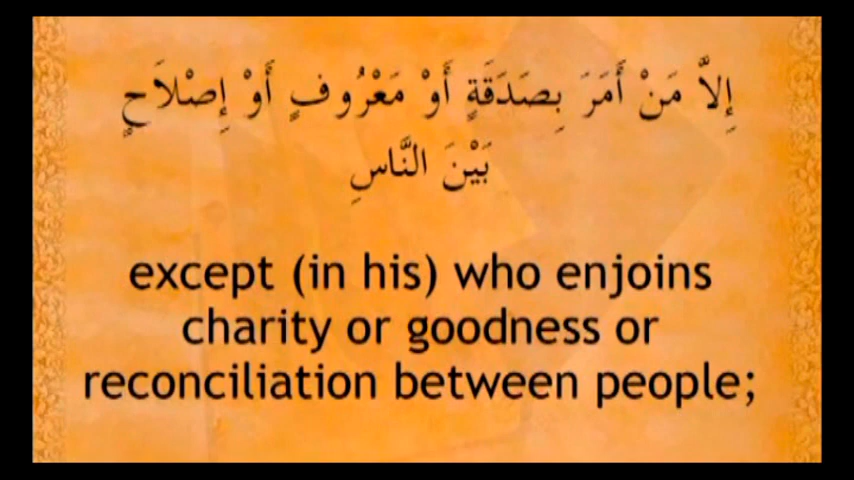 إِلاَّ مَنْ أَمَرَ بِصَدَقَةٍ أَوْ مَعْرُوفٍ أَوْ إِصْلاَحٍ
بَيْنَ النَّاسِ
except (in his) who enjoins
charity or goodness or
reconciliation between people;